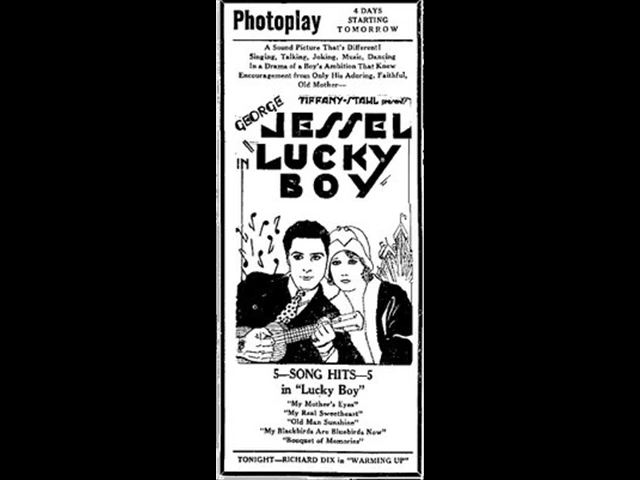 Photoplay
4 DAYS
STARTING
TOMORROW
A Sound Picture That's Different!
Singing, Talking, Joking, Music, Dancing
In a Drama of a Boy's Ambition That Knew
Encouragement from Only His Adoring, Faithful,
Old Mother—
TIFFANY-STAHL present
GEORGE
JESSEL
IN LUCKY
BOY
5—SONG HITS—5
in "Lucky Boy"
"My Mother's Eyes"
"My Real Sweetheart"
"Old Man Sunshine"
"My Blackbirds Are Bluebirds Now"
"Bouquet of Memories"
TONIGHT—RICHARD DIX in "WARMING UP"